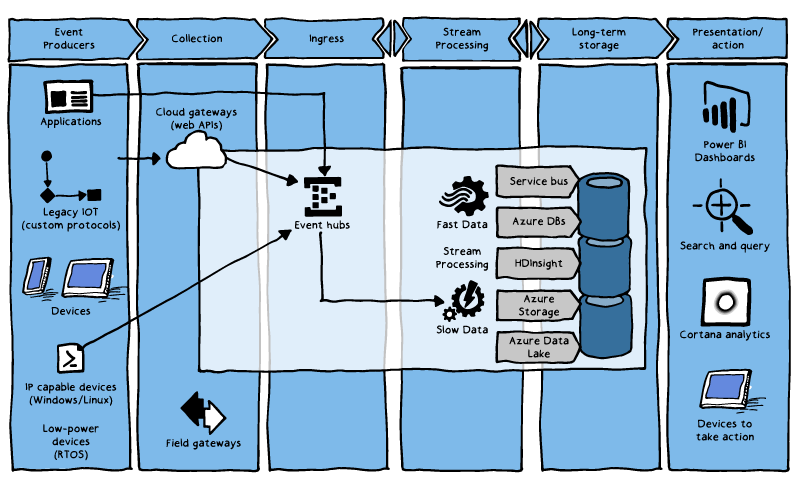 Event
Producers
Collection
Ingress
Stream
Processing
Long-term
storage
Presentation/
action
Applications
Legacy IOT
(custom protocols)
Devices
IP capable devices
(Windows/Linux)
Low-power
devices
(RTOS)
Cloud gateways
(web APIs)
Field gateways
Event hubs
Fast Data
Stream
Processing
Slow Data
Service bus
Azure DBs
HDInsight
Azure
Storage
Azure Data
Lake
Power BI
Dashboards
Search and query
Cortana analytics
Devices to
take action